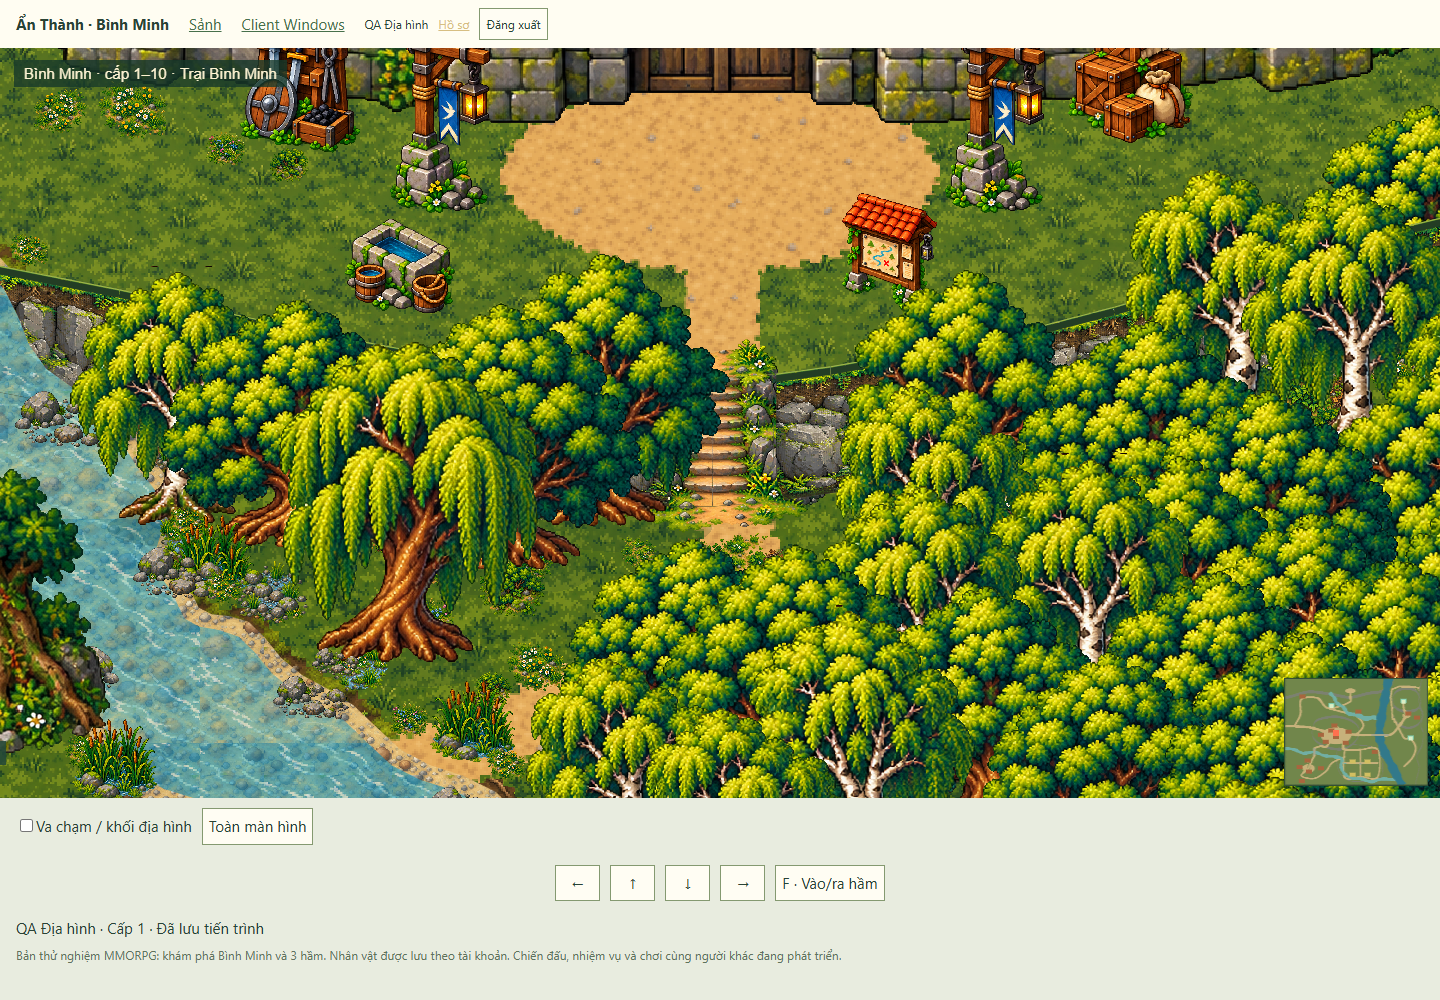 Ẩn Thành · Bình Minh Sảnh Client Windows QA Địa hình Hồ sơ Đăng xuất
Bình Minh · cấp 1–10 · Trại Bình Minh
Va chạm / khối địa hình Toàn màn hình
← ↑ ↓ → F · Vào/ra hầm
QA Địa hình · Cấp 1 · Đã lưu tiến trình
Bản thử nghiệm MMORPG: khám phá Bình Minh và 3 hầm. Nhân vật được lưu theo tài khoản. Chiến đấu, nhiệm vụ và chơi cùng người khác đang phát triển.